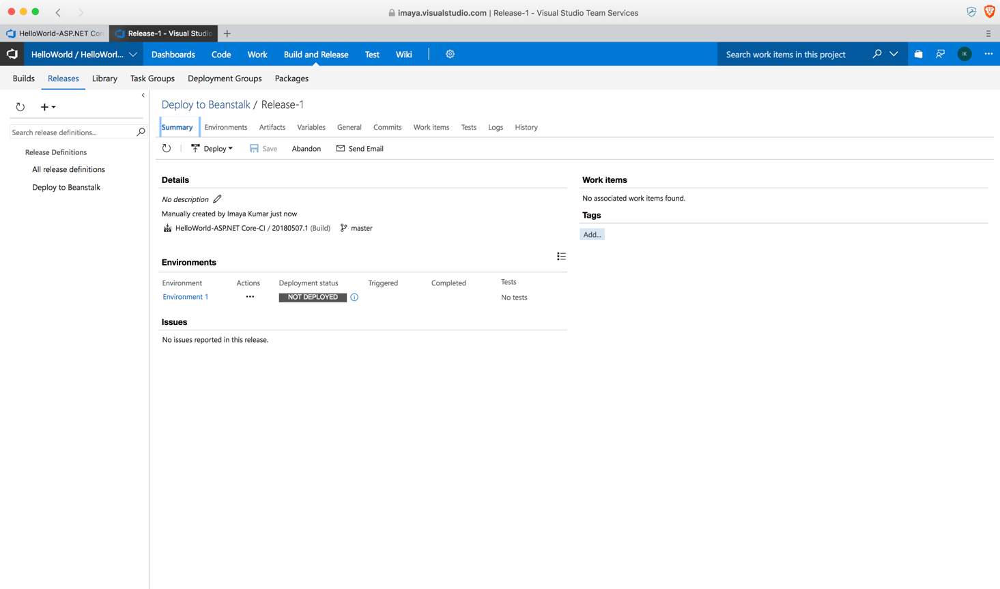 imaya.visualstudio.com | Release-1 - Visual Studio Team Services
HelloWorld-ASP.NET Cor
Release-1 - Visual Studio
HelloWorld / HelloWorl...
Dashboards
Code
Work
Build and Release
Test
Wiki
Search work items in this project
IK
Builds
Releases
Library
Task Groups
Deployment Groups
Packages
Search release definitions...
Release Definitions
All release definitions
Deploy to Beanstalk
Deploy to Beanstalk / Release-1
Summary
Environments
Artifacts
Variables
General
Commits
Work items
Tests
Logs
History
Deploy
Save
Abandon
Send Email
Details
No description
Manually created by Imaya Kumar just now
HelloWorld-ASP.NET Core-CI / 20180507.1 (Build) master
Environments
Environment Actions Deployment status Triggered Completed Tests
Environment 1 ••• NOT DEPLOYED No tests
Issues
No issues reported in this release.
Work items
No associated work items found.
Tags
Add...